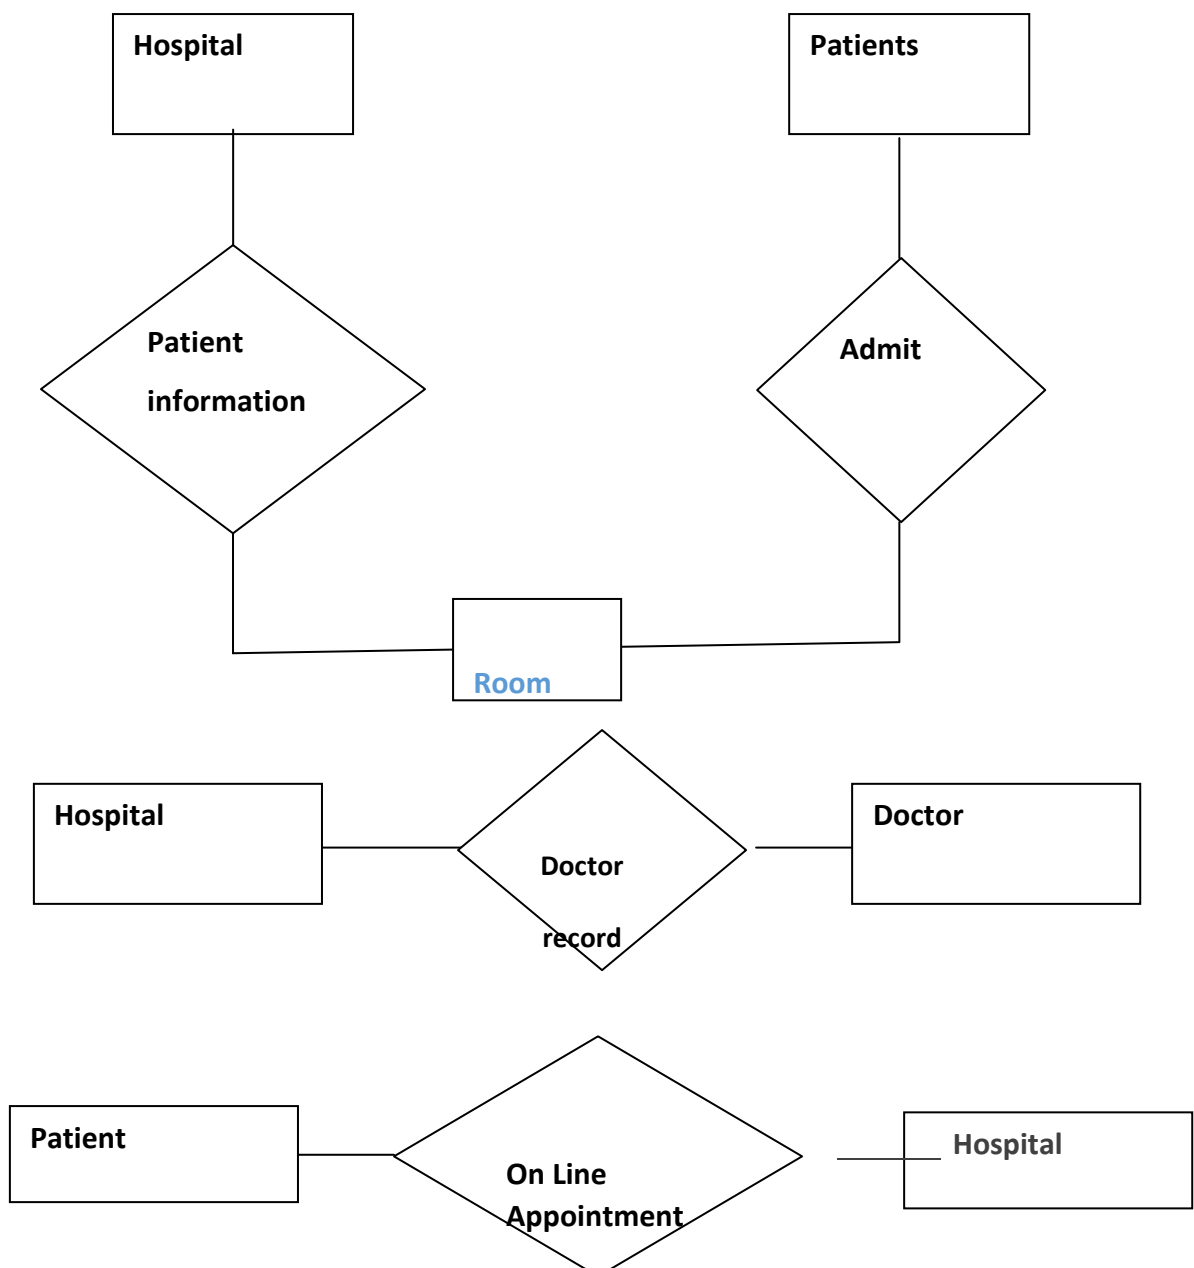 Hospital
Patients
Patient
information
Admit
Room
Hospital
Doctor
record
Doctor
Patient
On Line
Appointment
Hospital